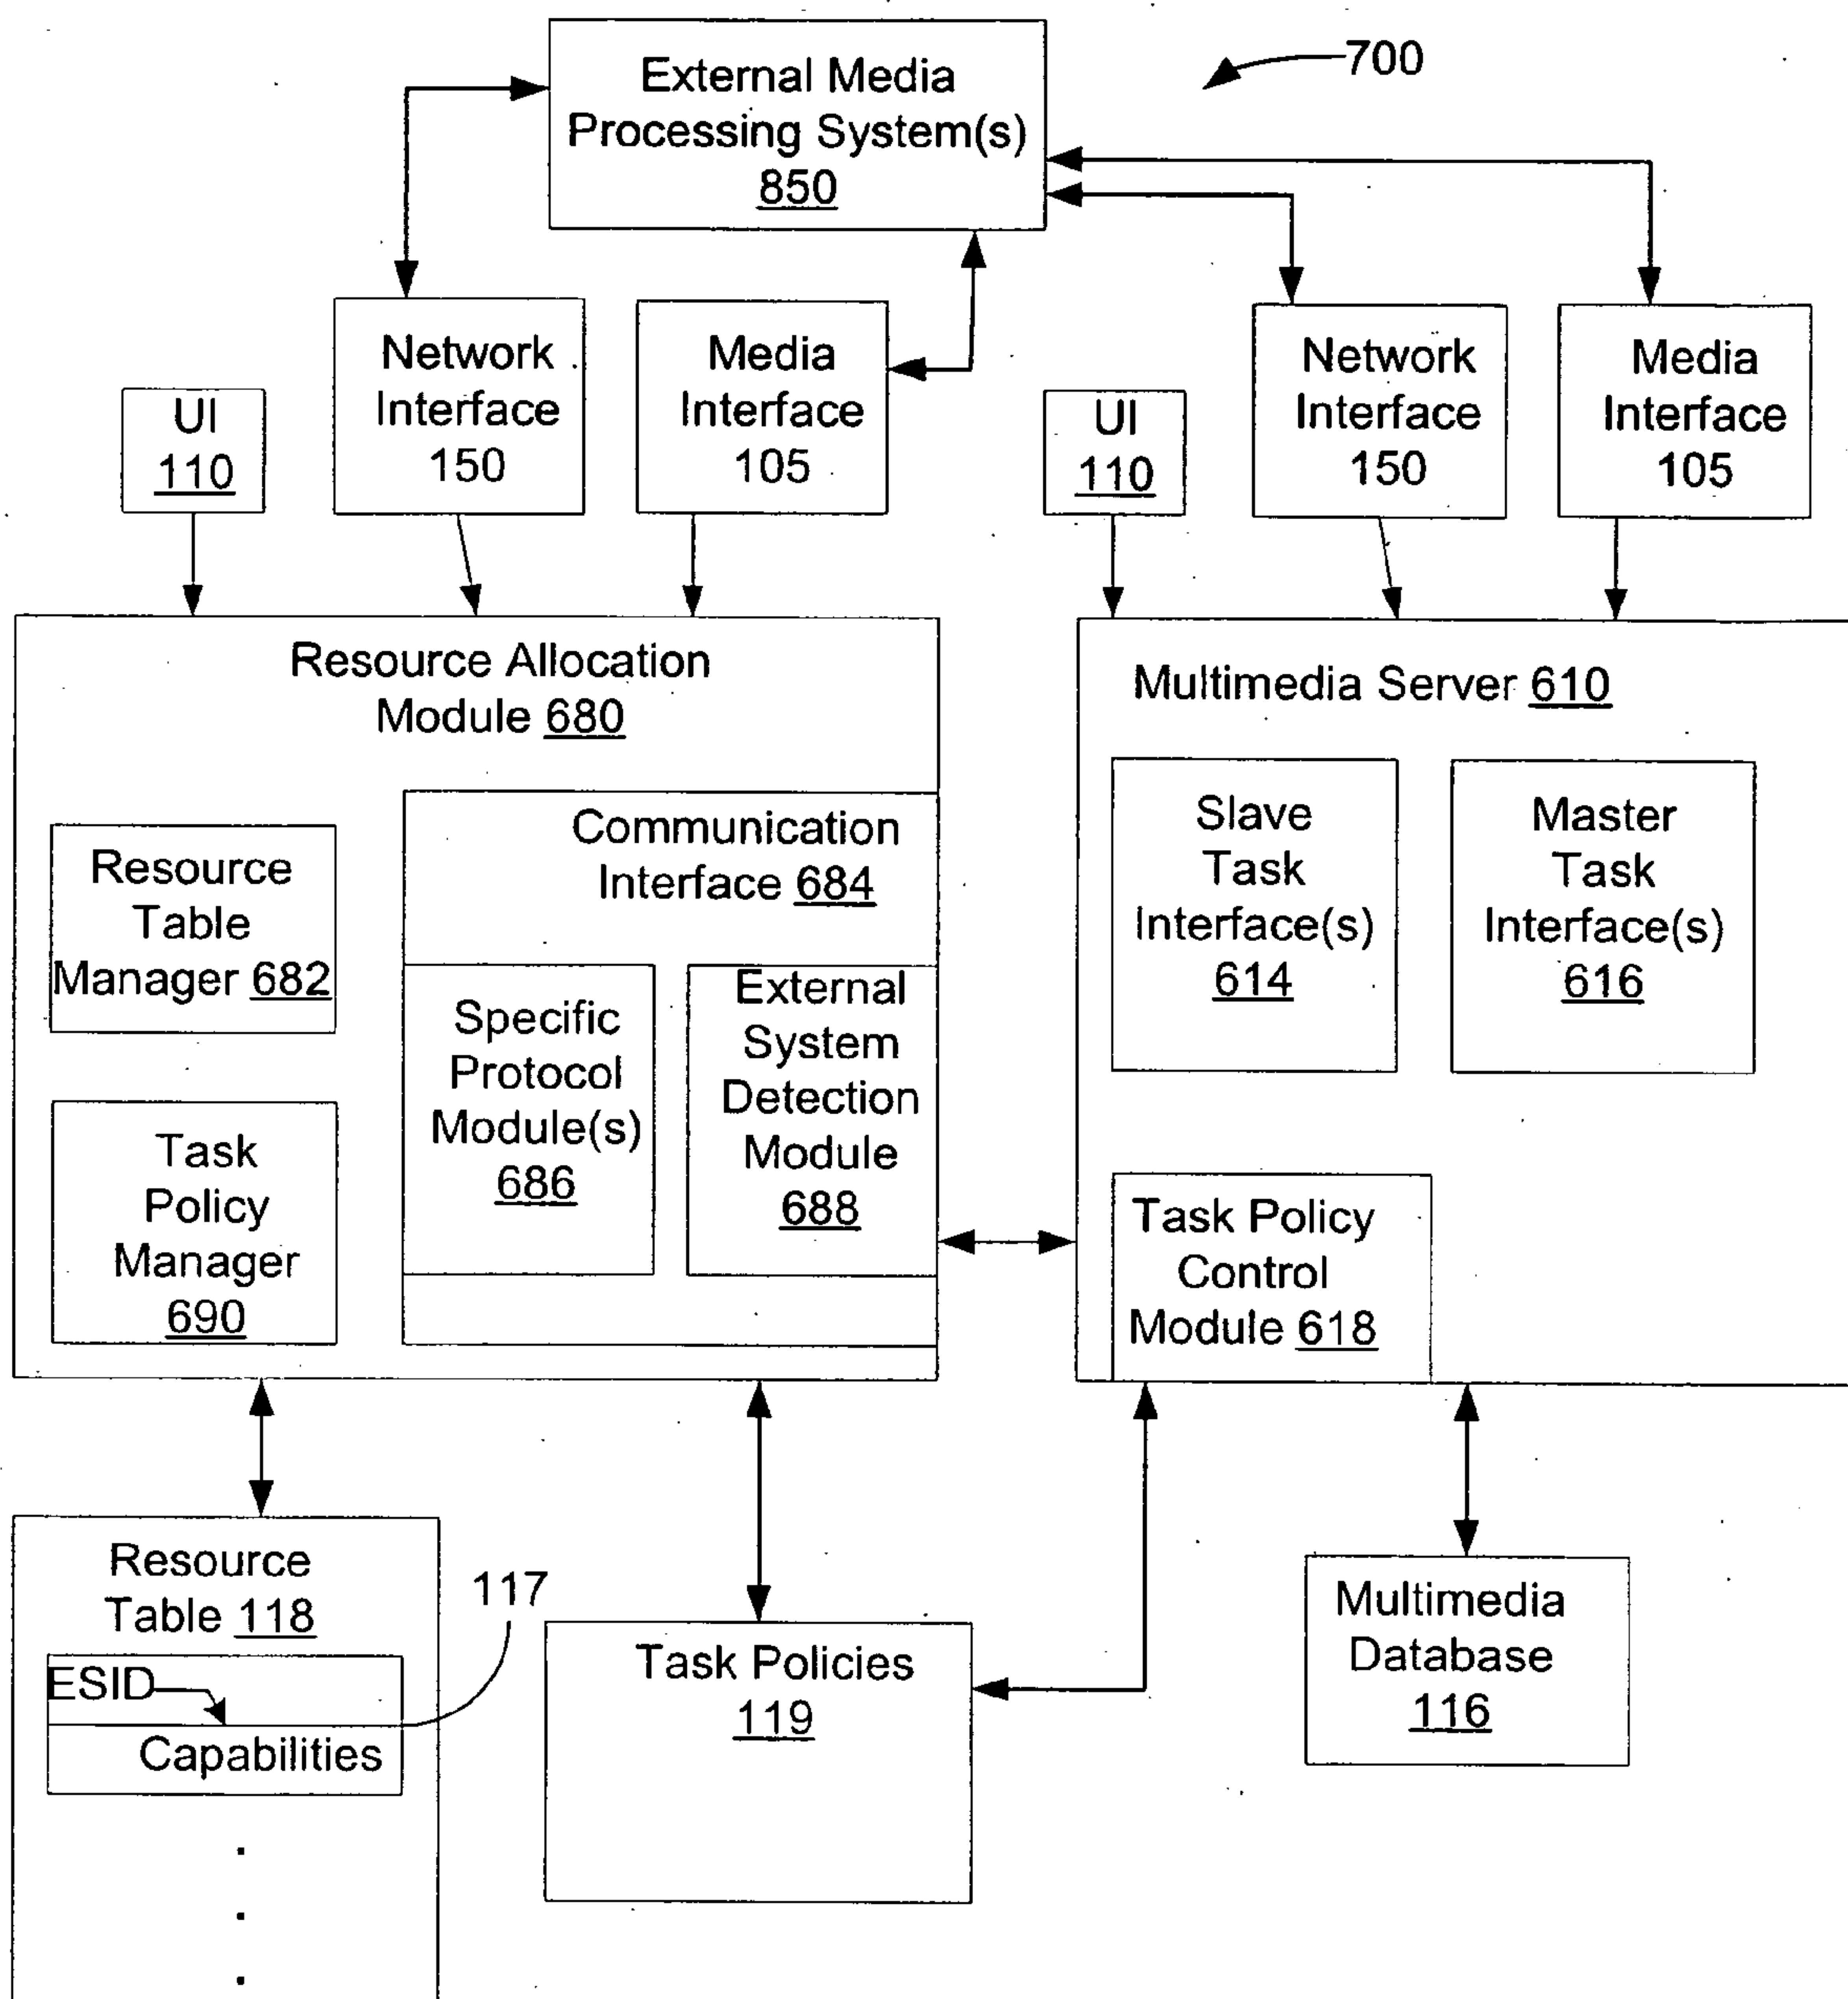 External Media
Processing System(s)
850
700
Network
Interface
150
Media
Interface
105
UI
110
Network
Interface
150
Media
Interface
105
UI
110
Resource Allocation
Module 680
Resource
Table
Manager 682
Communication
Interface 684
Specific
Protocol
Module(s)
686
External
System
Detection
Module
688
Task
Policy
Manager
690
Multimedia Server 610
Slave
Task
Interface(s)
614
Master
Task
Interface(s)
616
Task Policy
Control
Module 618
Resource
Table 118
ESID
Capabilities
117
Task Policies
119
Multimedia
Database
116